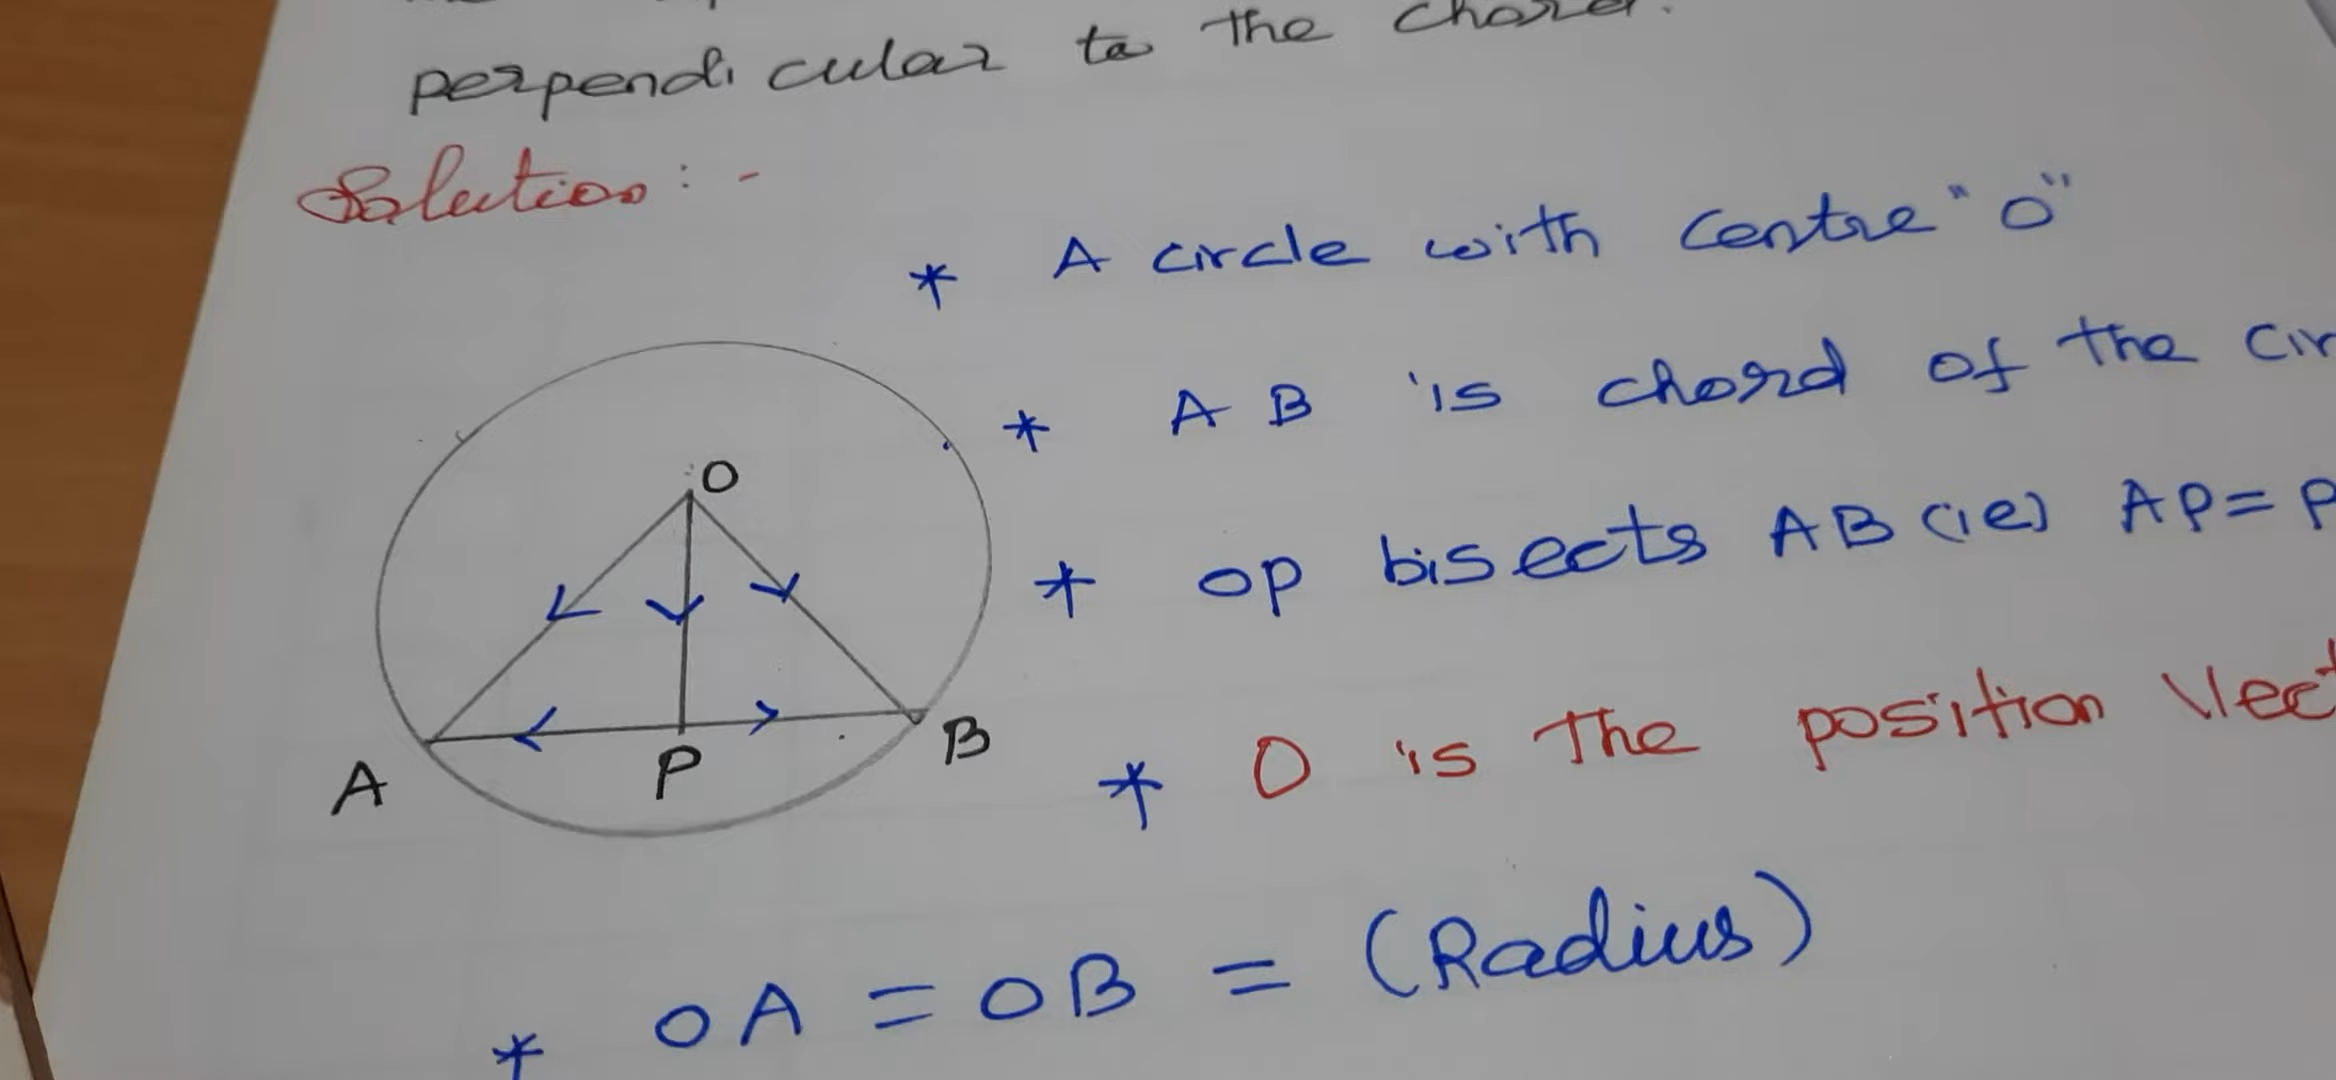 perpendicular to the chord.
Solution : -
* A circle with centre "O"
* AB is chord of the
* OP bisects AB (ie) AP =
* O is the position
* OA = OB = (Radius)
O
A
P
B